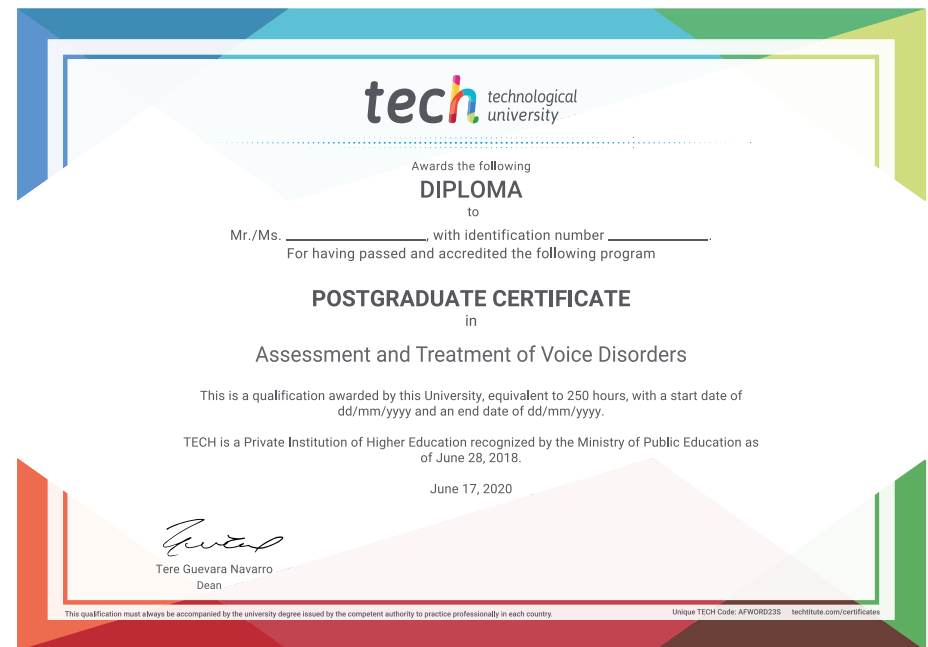 tech technological
university
Awards the following
DIPLOMA
to
Mr./Ms. ____________________, with identification number ______________.
For having passed and accredited the following program
POSTGRADUATE CERTIFICATE
in
Assessment and Treatment of Voice Disorders
This is a qualification awarded by this University, equivalent to 250 hours, with a start date of
dd/mm/yyyy and an end date of dd/mm/yyyy.
TECH is a Private Institution of Higher Education recognized by the Ministry of Public Education as
of June 28, 2018.
June 17, 2020
Tere Guevara Navarro
Dean
This qualification must always be accompanied by the university degree issued by the competent authority to practice professionally in each country.
Unique TECH Code: AFWORD23S techtitute.com/certificates